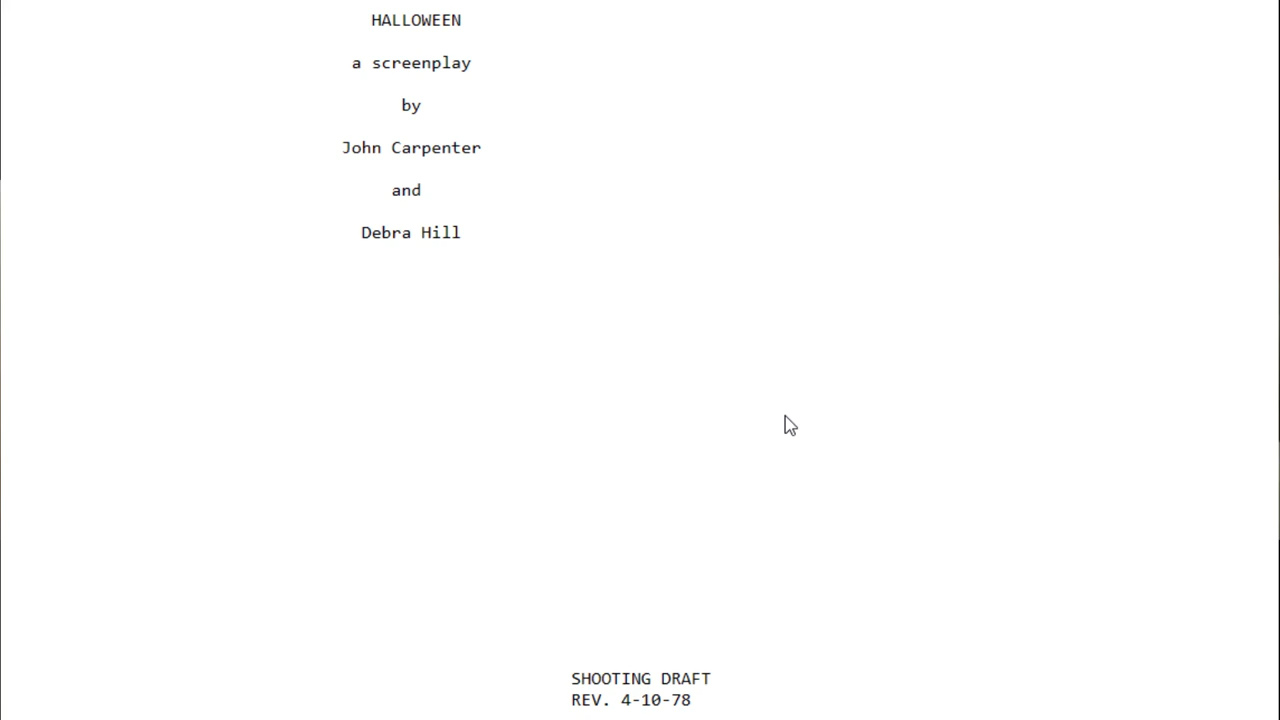 HALLOWEEN
a screenplay
by
John Carpenter
and
Debra Hill
SHOOTING DRAFT
REV. 4-10-78